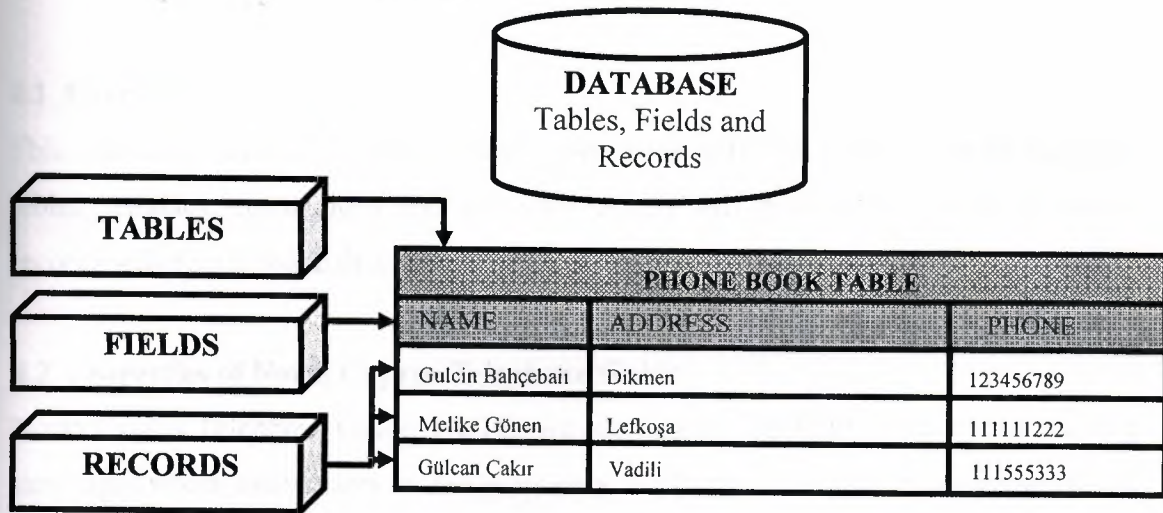 DATABASE
Tables, Fields and
Records
TABLES
PHONE BOOK TABLE
FIELDS
NAME ADDRESS PHONE
Gulcin Bahçebaiı Dikmen 123456789
Melike Gönen Lefkoşa 111111222
RECORDS
Gülcan Çakır Vadili 111555333